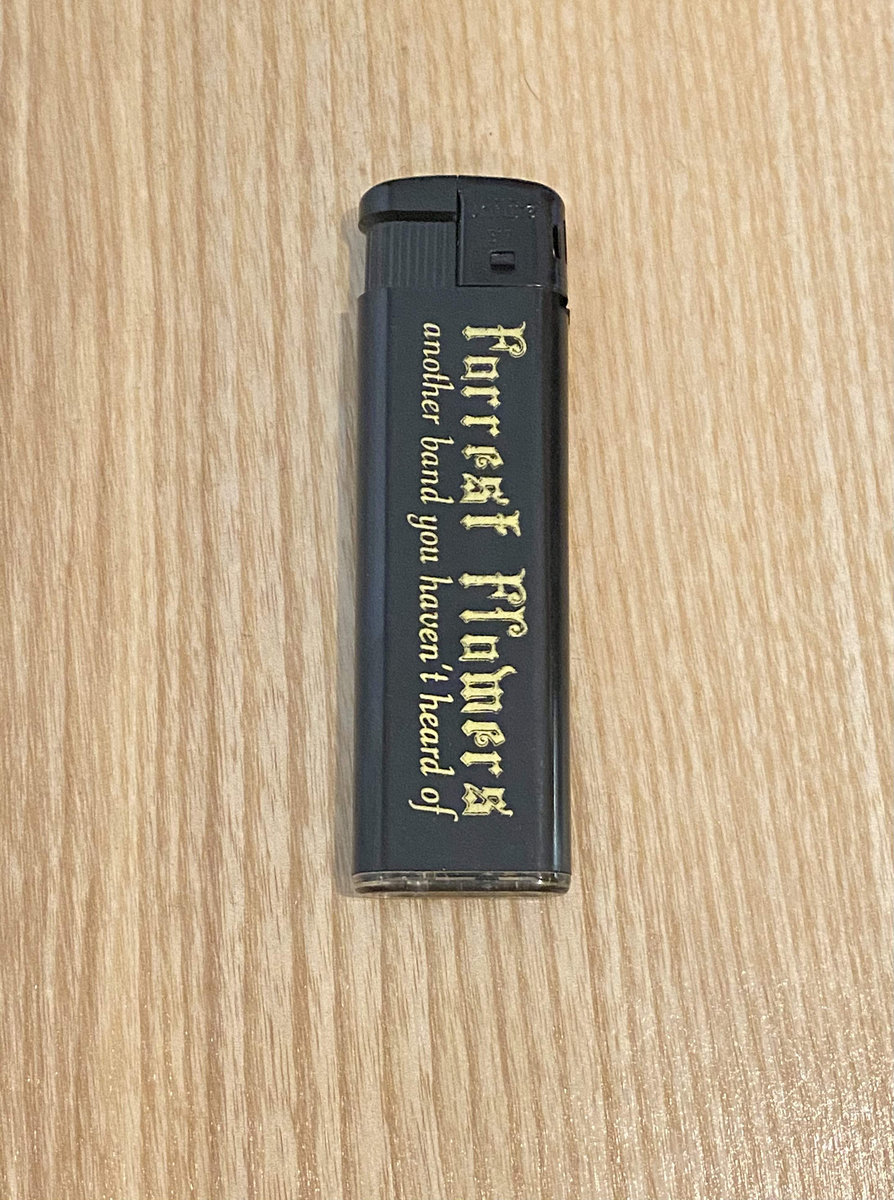 Forrest Flowers
another band you haven't heard of